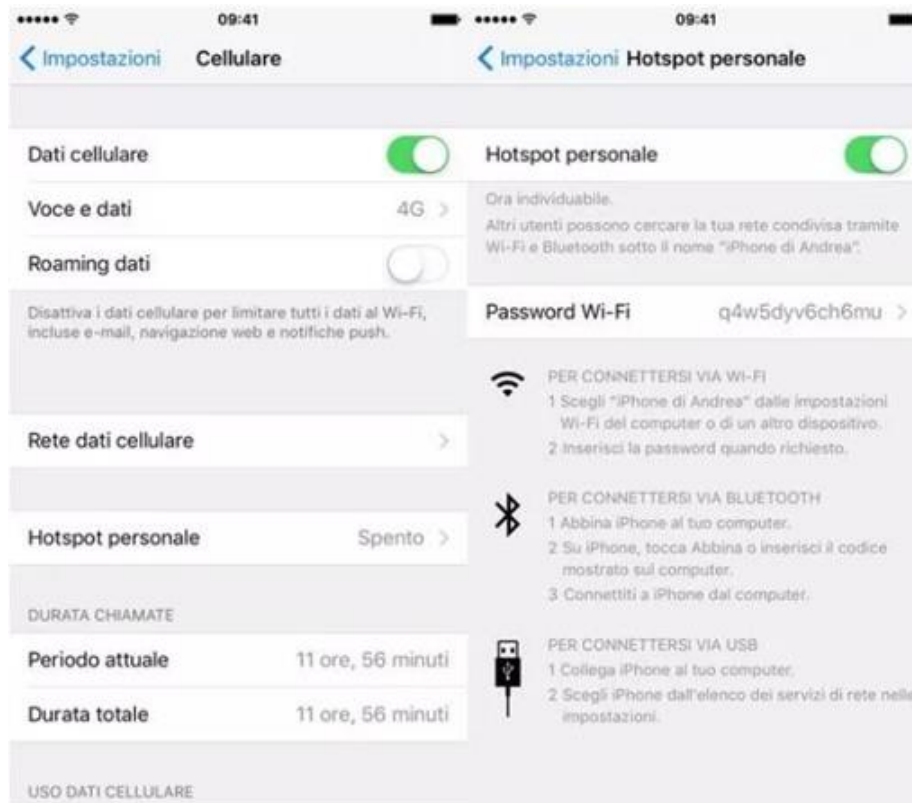 09:41
Impostazioni Cellulare
Dati cellulare
Voce e dati 4G
Roaming dati
Disattiva i dati cellulare per limitare tutti i dati al Wi-Fi,
incluse e-mail, navigazione web e notifiche push.
Rete dati cellulare
Hotspot personale Spento
DURATA CHIAMATE
Periodo attuale 11 ore, 56 minuti
Durata totale 11 ore, 56 minuti
USO DATI CELLULARE
09:41
Impostazioni Hotspot personale
Hotspot personale
Ora individuabile.
Altri utenti possono cercare la tua rete condivisa tramite
Wi-Fi e Bluetooth sotto il nome "iPhone di Andrea".
Password Wi-Fi q4w5dyv6ch6mu
PER CONNETTERSI VIA WI-FI
1 Scegli "iPhone di Andrea" dalle impostazioni
Wi-Fi del computer o di un altro dispositivo.
2 Inserisci la password quando richiesto.
PER CONNETTERSI VIA BLUETOOTH
1 Abbina iPhone al tuo computer.
2 Su iPhone, tocca Abbina o inserisci il codice
mostrato sul computer.
3 Connettiti a iPhone dal computer.
PER CONNETTERSI VIA USB
1 Collega iPhone al tuo computer.
2 Scegli iPhone dall'elenco dei servizi di rete nelle
impostazioni.